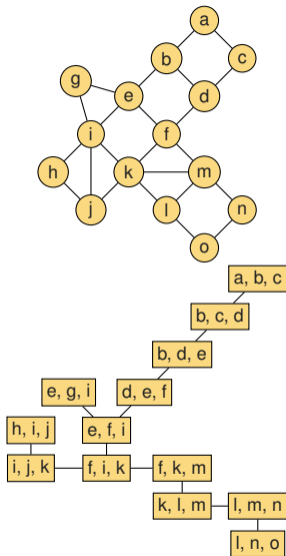 a
b
c
g
e
d
i
f
h
k
m
j
l
n
o
a, b, c
b, c, d
b, d, e
e, g, i
d, e, f
h, i, j
e, f, i
i, j, k
f, i, k
f, k, m
k, l, m
l, m, n
l, n, o